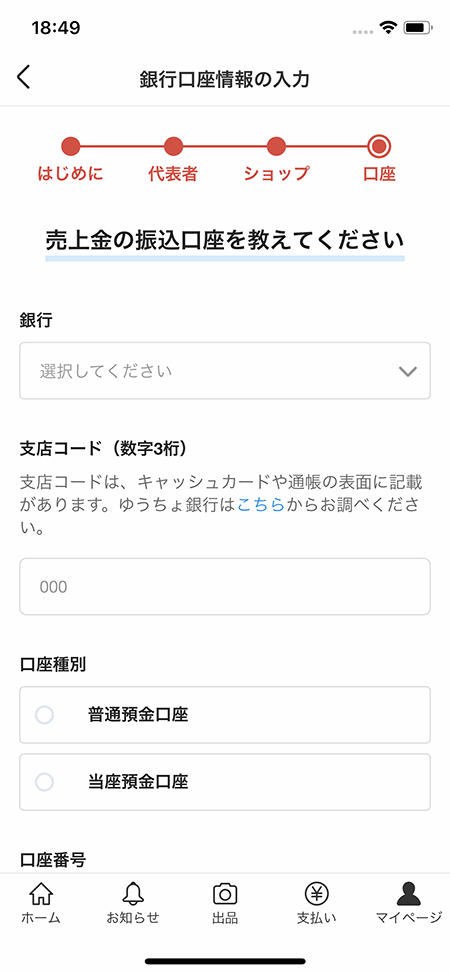 18:49
銀行口座情報の入力
はじめに 代表者 ショップ 口座
売上金の振込口座を教えてください
銀行
選択してください
支店コード（数字3桁）
支店コードは、キャッシュカードや通帳の表面に記載
があります。ゆうちょ銀行はこちらからお調べくださ
い。
000
口座種別
普通預金口座
当座預金口座
口座番号
ホーム お知らせ 出品 支払い マイページ